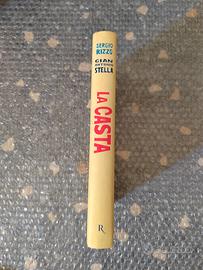 SERGIO
RIZZO
GIAN
ANTONIO
STELLA
LA CASTA
R